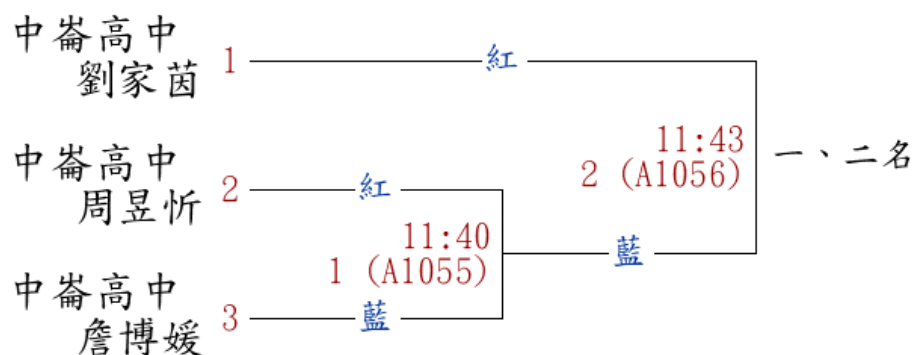 中崙高中
劉家茵
1
紅
11:43
2 (A1056)
一、二名
中崙高中
周昱忻
2
紅
11:40
1 (A1055)
藍
中崙高中
詹博媛
3
藍